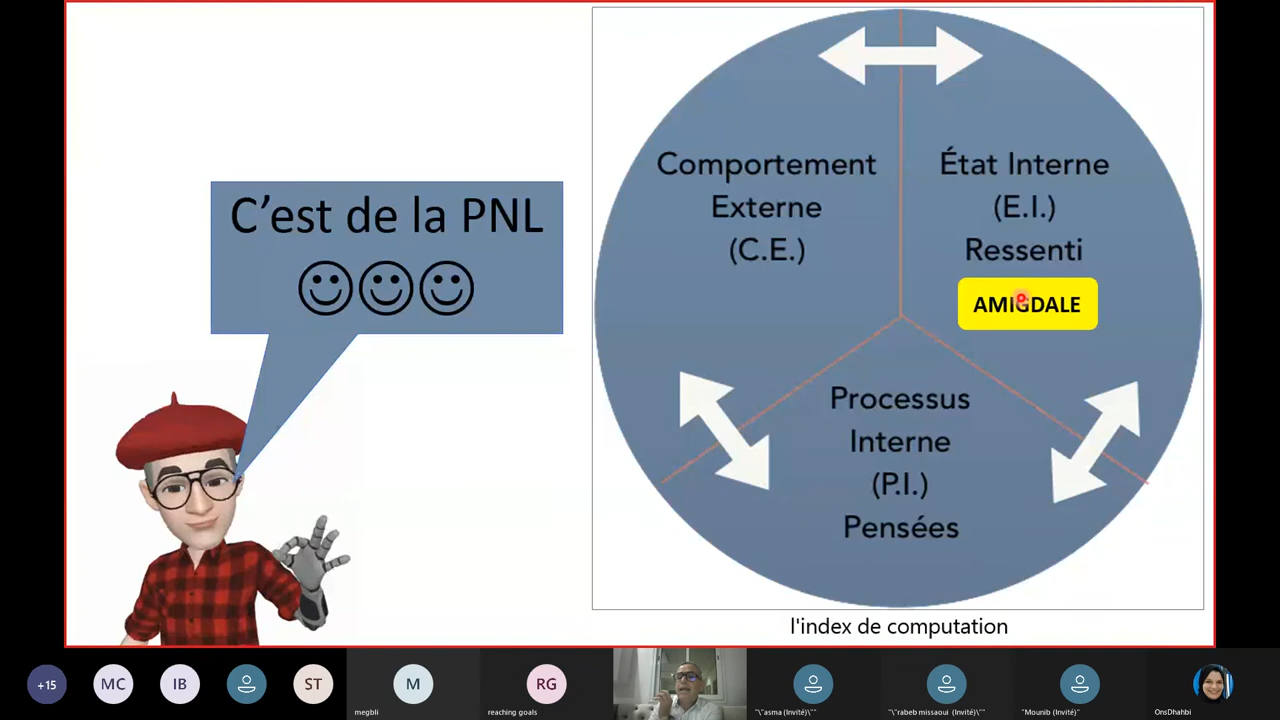 C'est de la PNL
Comportement
Externe
(C.E.)
État Interne
(E.I.)
Ressenti
AMIGDALE
Processus
Interne
(P.I.)
Pensées
l'index de computation
+15
MC
IB
ST
M
megbli
RG
reaching goals
"\"asma (Invité)\""
"\"rabeb missaoui (Invité)\""
"Mounib (Invité)"
OnsDhahbi